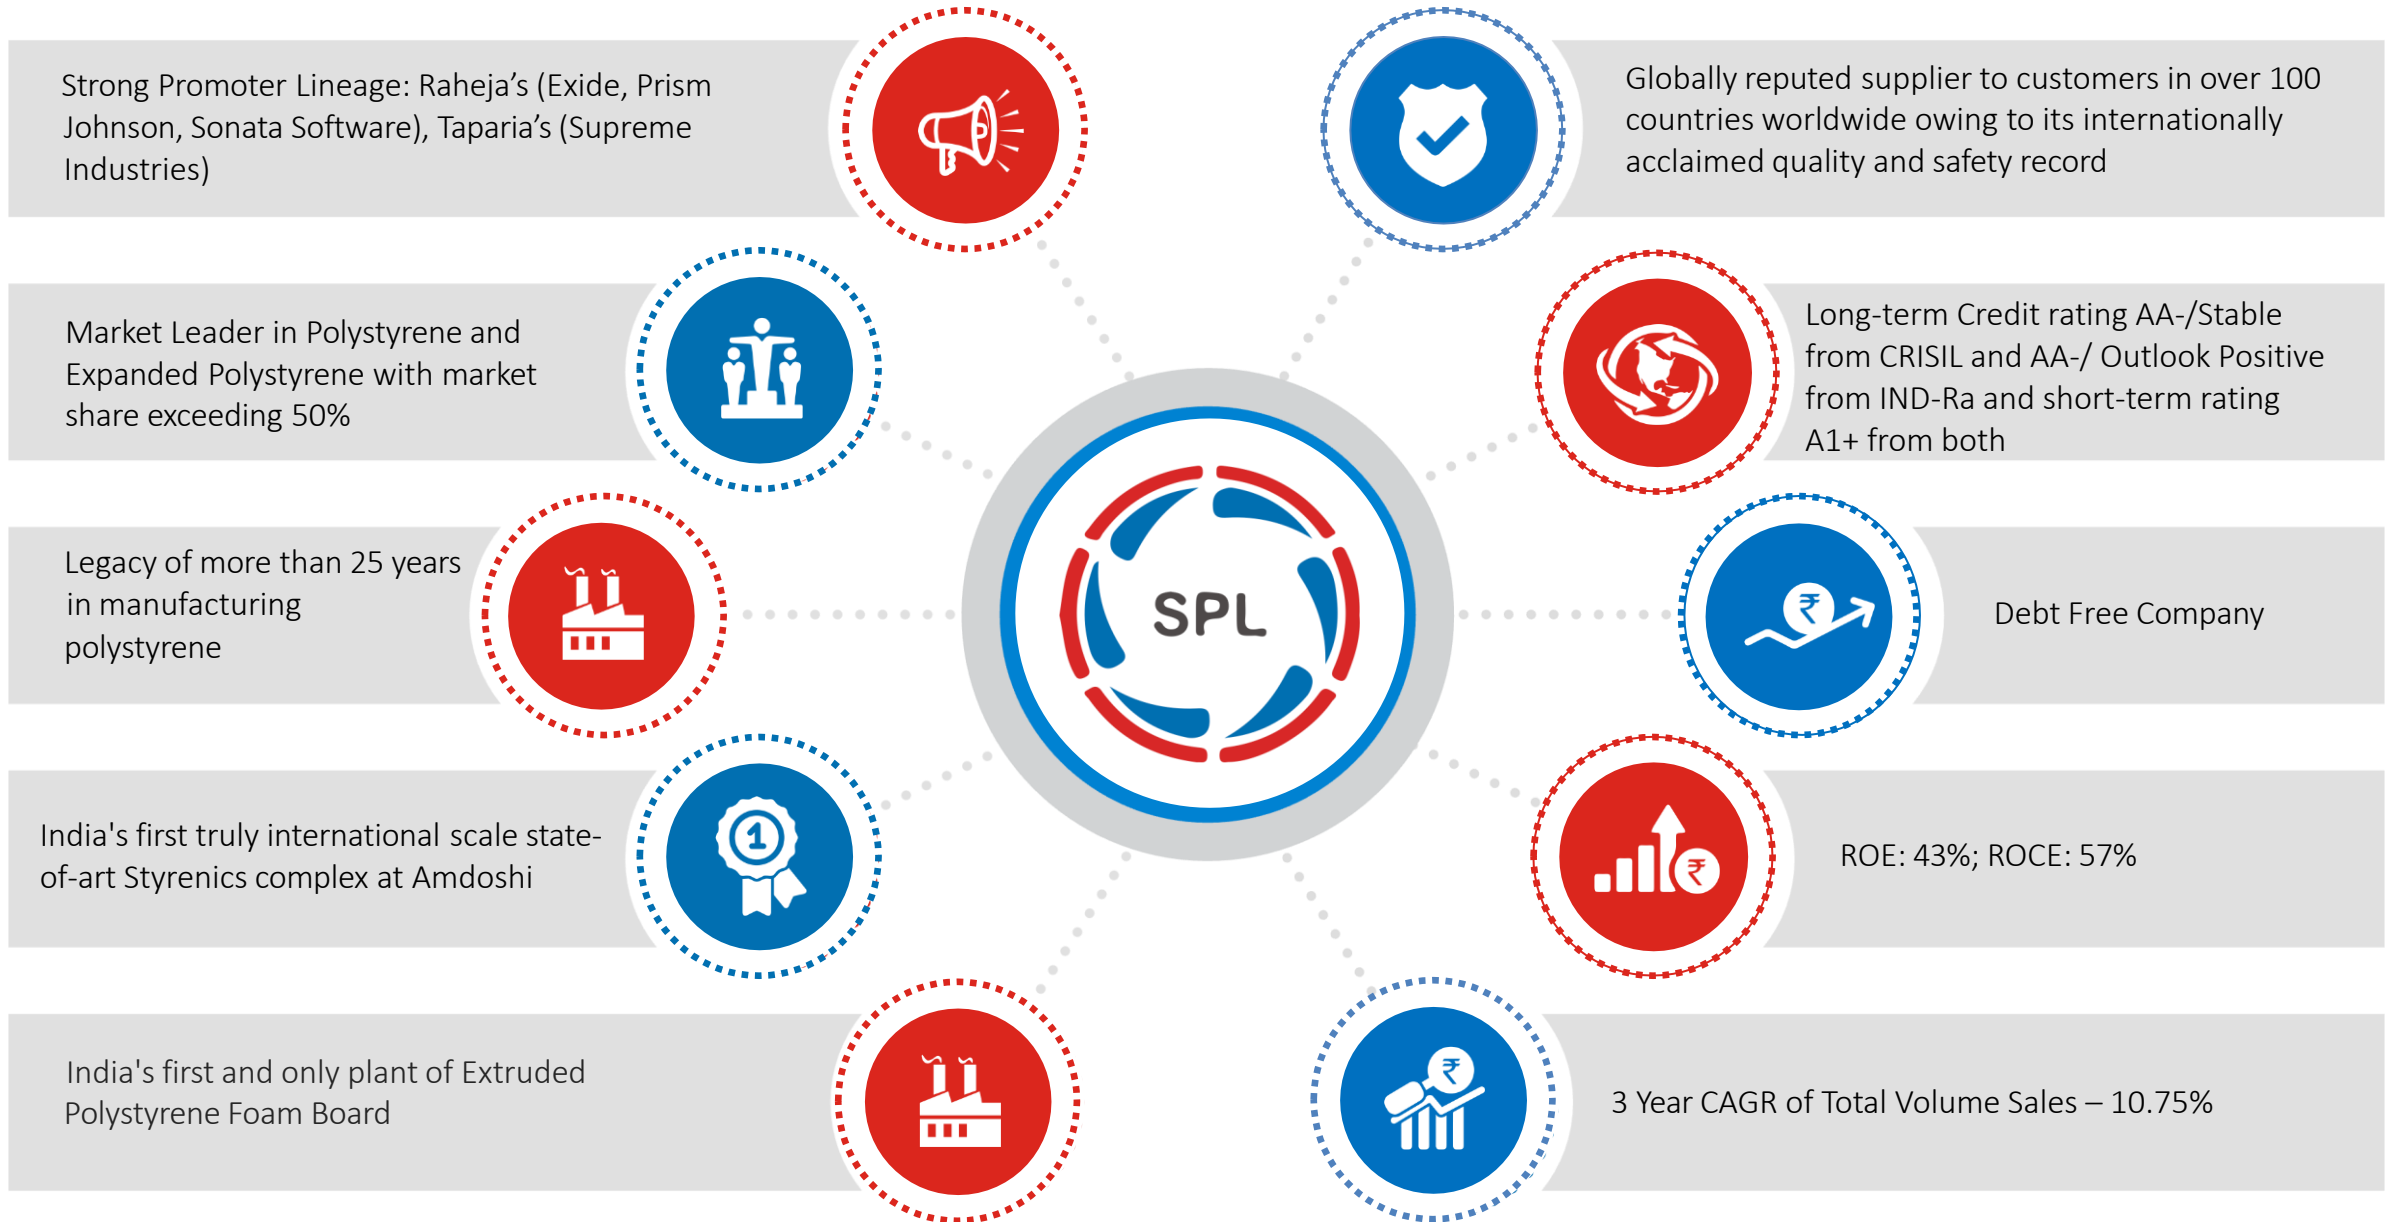 Strong Promoter Lineage: Raheja’s (Exide, Prism
Johnson, Sonata Software), Taparia’s (Supreme
Industries)
Market Leader in Polystyrene and
Expanded Polystyrene with market
share exceeding 50%
Legacy of more than 25 years
in manufacturing
polystyrene
India's first truly international scale state-
of-art Styrenics complex at Amdoshi
1
India's first and only plant of Extruded
Polystyrene Foam Board
SPL
Globally reputed supplier to customers in over 100
countries worldwide owing to its internationally
acclaimed quality and safety record
Long-term Credit rating AA-/Stable
from CRISIL and AA-/ Outlook Positive
from IND-Ra and short-term rating
A1+ from both
₹
Debt Free Company
₹
ROE: 43%; ROCE: 57%
₹
3 Year CAGR of Total Volume Sales – 10.75%